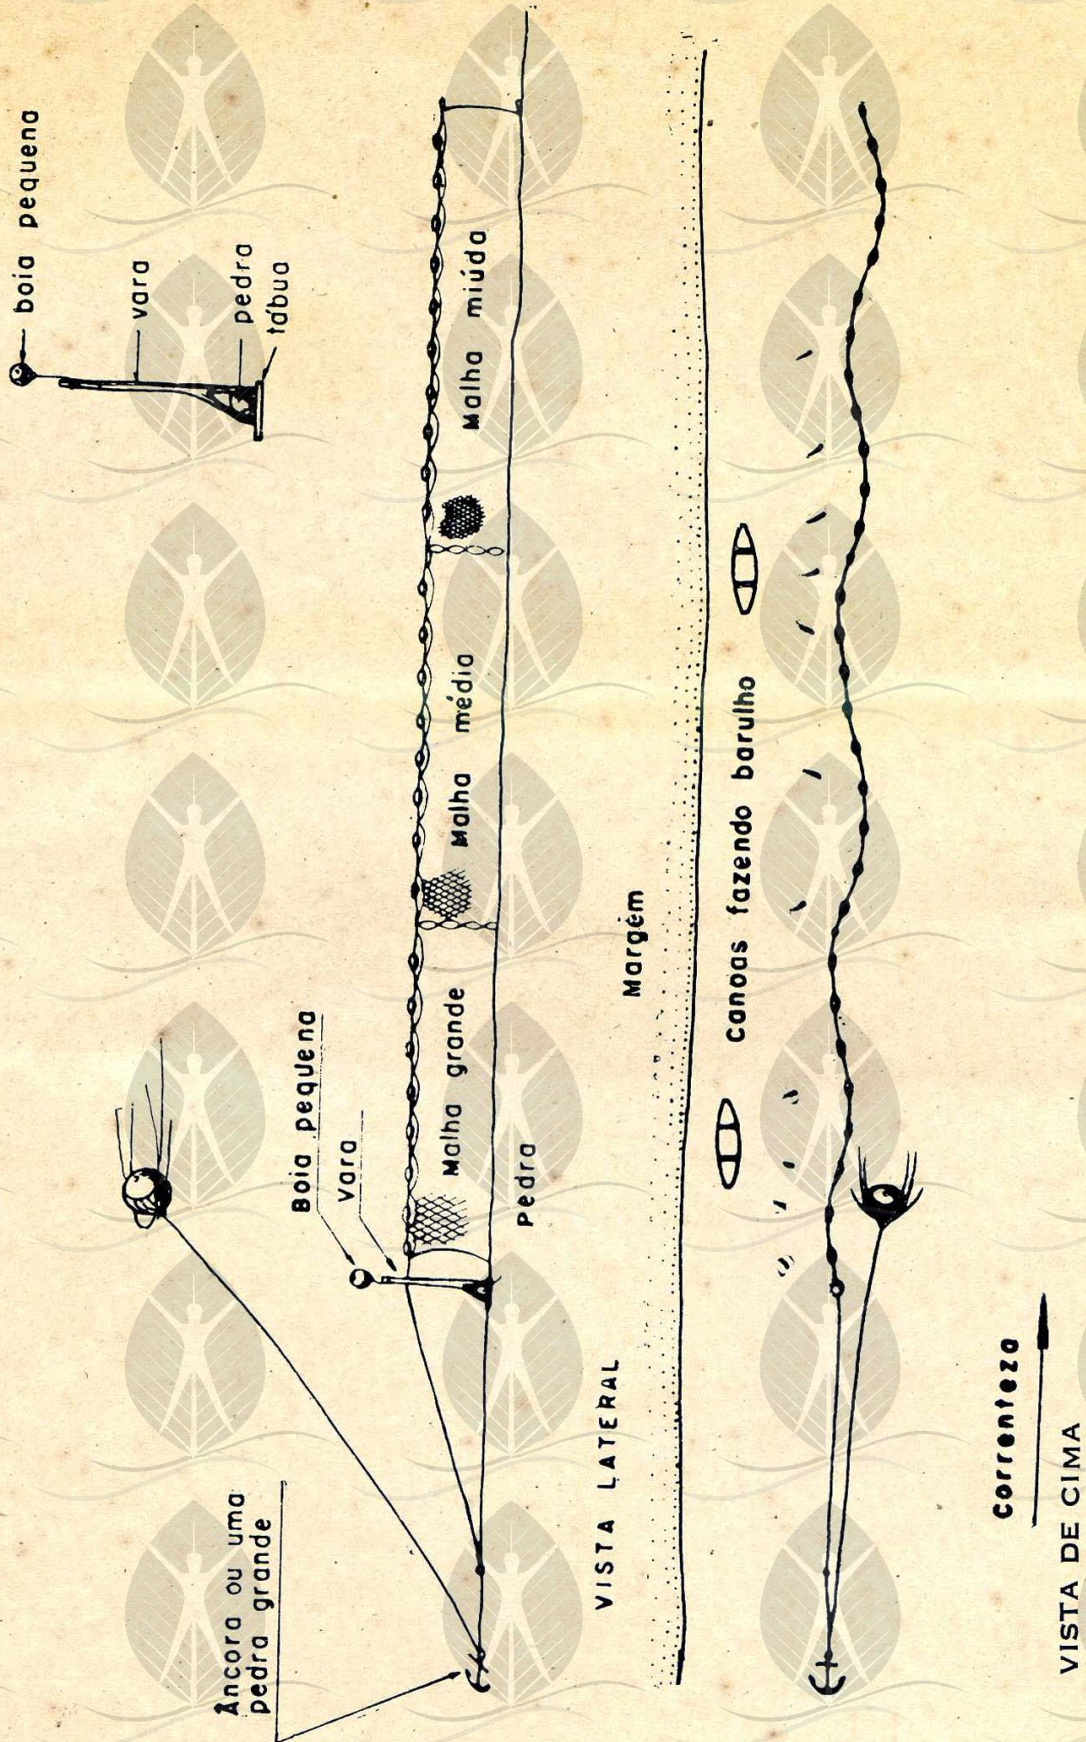 boia pequena
vara
pedra
tábua
Âncora ou uma
pedra grande
Boia pequena
Vara
Malha grande
Malha média
Malha miúda
Pedra
VISTA LATERAL
Margém
Canoas fazendo barulho
Correnteza
VISTA DE CIMA